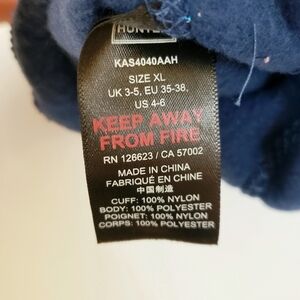 HUNTER
KAS4040AAH
SIZE XL
UK 3-5, EU 35-38,
US 4-6
KEEP AWAY
FROM FIRE
RN 126623 / CA 57002
MADE IN CHINA
FABRIQUÉ EN CHINE
中国制造
CUFF: 100% NYLON
BODY: 100% POLYESTER
POIGNET: 100% NYLON
CORPS: 100% POLYESTER